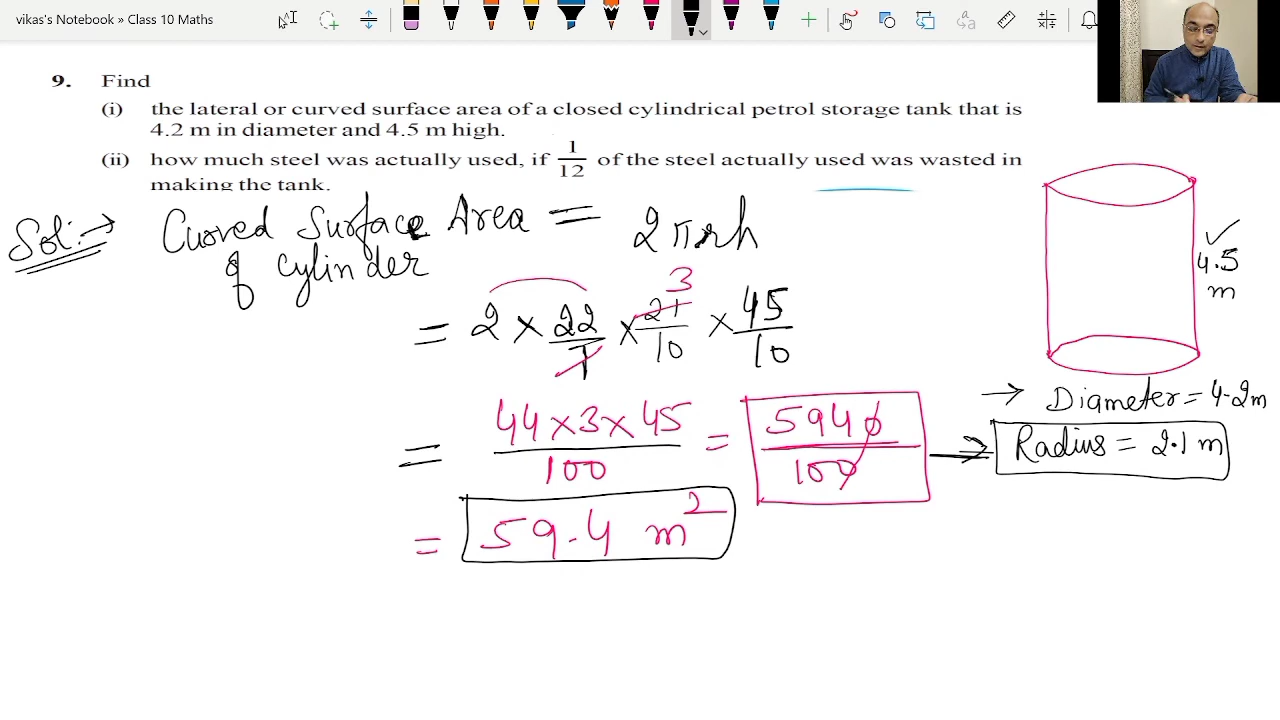 vikas's Notebook » Class 10 Maths
9. Find
(i) the lateral or curved surface area of a closed cylindrical petrol storage tank that is
4.2 m in diameter and 4.5 m high.
(ii) how much steel was actually used, if 1/12 of the steel actually used was wasted in
making the tank.
Sol:→ Curved Surface Area = 2πrh
of cylinder
3
= 2 × 22/7 × 21/10 × 45/10
4.5
m
= 44×3×45/100 = 5940/100
→ Diameter = 4.2m
⇒ Radius = 2.1 m
= 59.4 m²